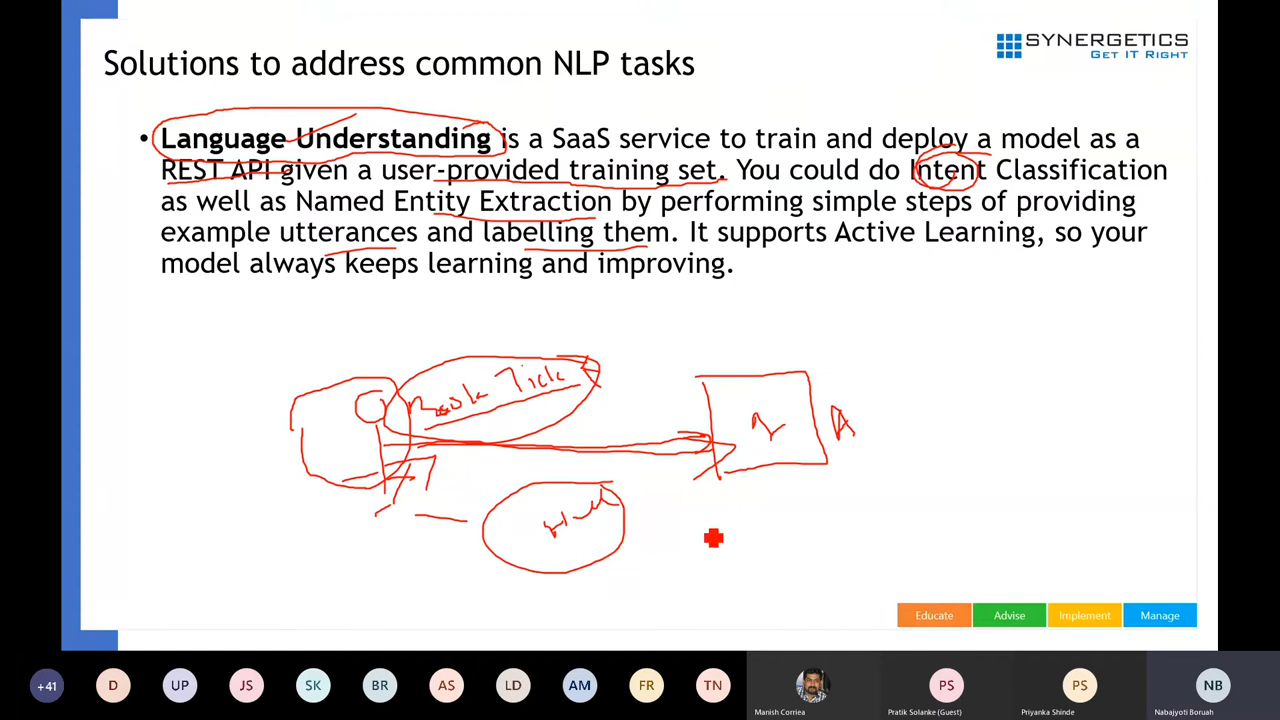 SYNERGETICS
GET IT RIGHT
Solutions to address common NLP tasks
• Language Understanding is a SaaS service to train and deploy a model as a
REST API given a user-provided training set. You could do Intent Classification
as well as Named Entity Extraction by performing simple steps of providing
example utterances and labelling them. It supports Active Learning, so your
model always keeps learning and improving.
Book Ticke
A
Educate Advise Implement Manage
+41 D UP JS SK BR AS LD AM FR TN PS PS NB
Manish Corriea Pratik Solanke (Guest) Priyanka Shinde Nabajyoti Boruah